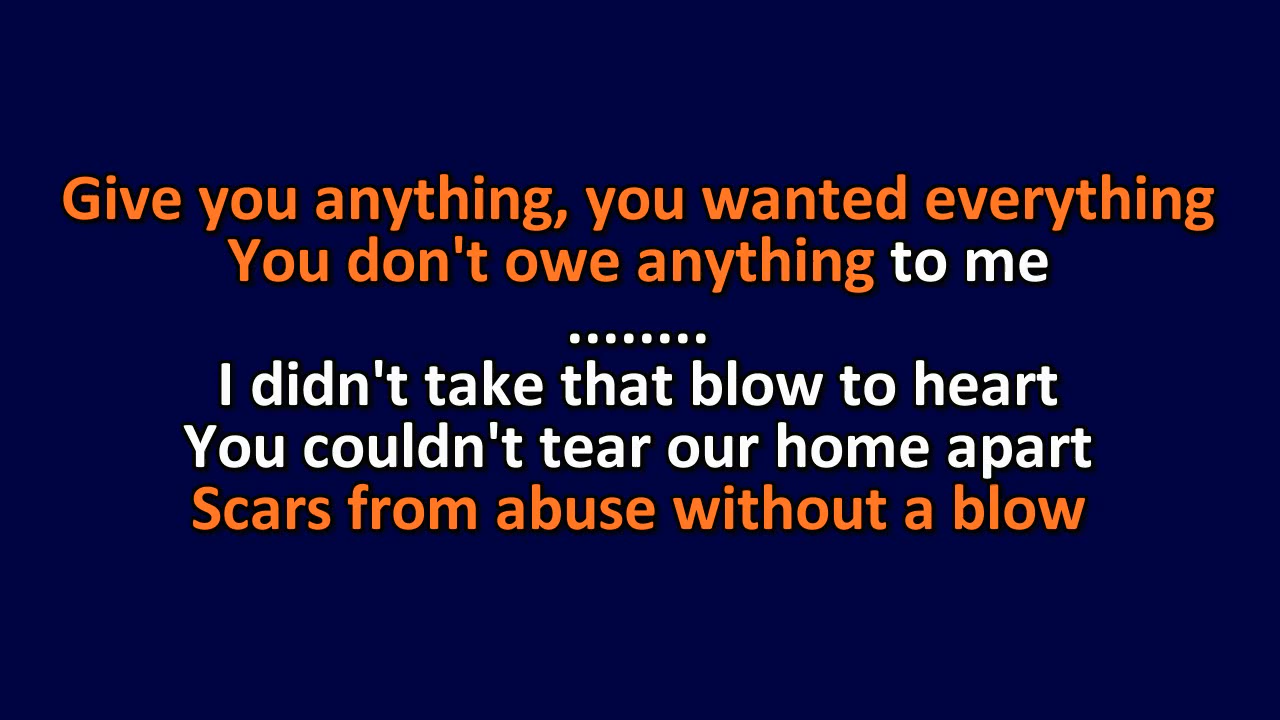 Give you anything, you wanted everything
You don't owe anything to me
........
I didn't take that blow to heart
You couldn't tear our home apart
Scars from abuse without a blow